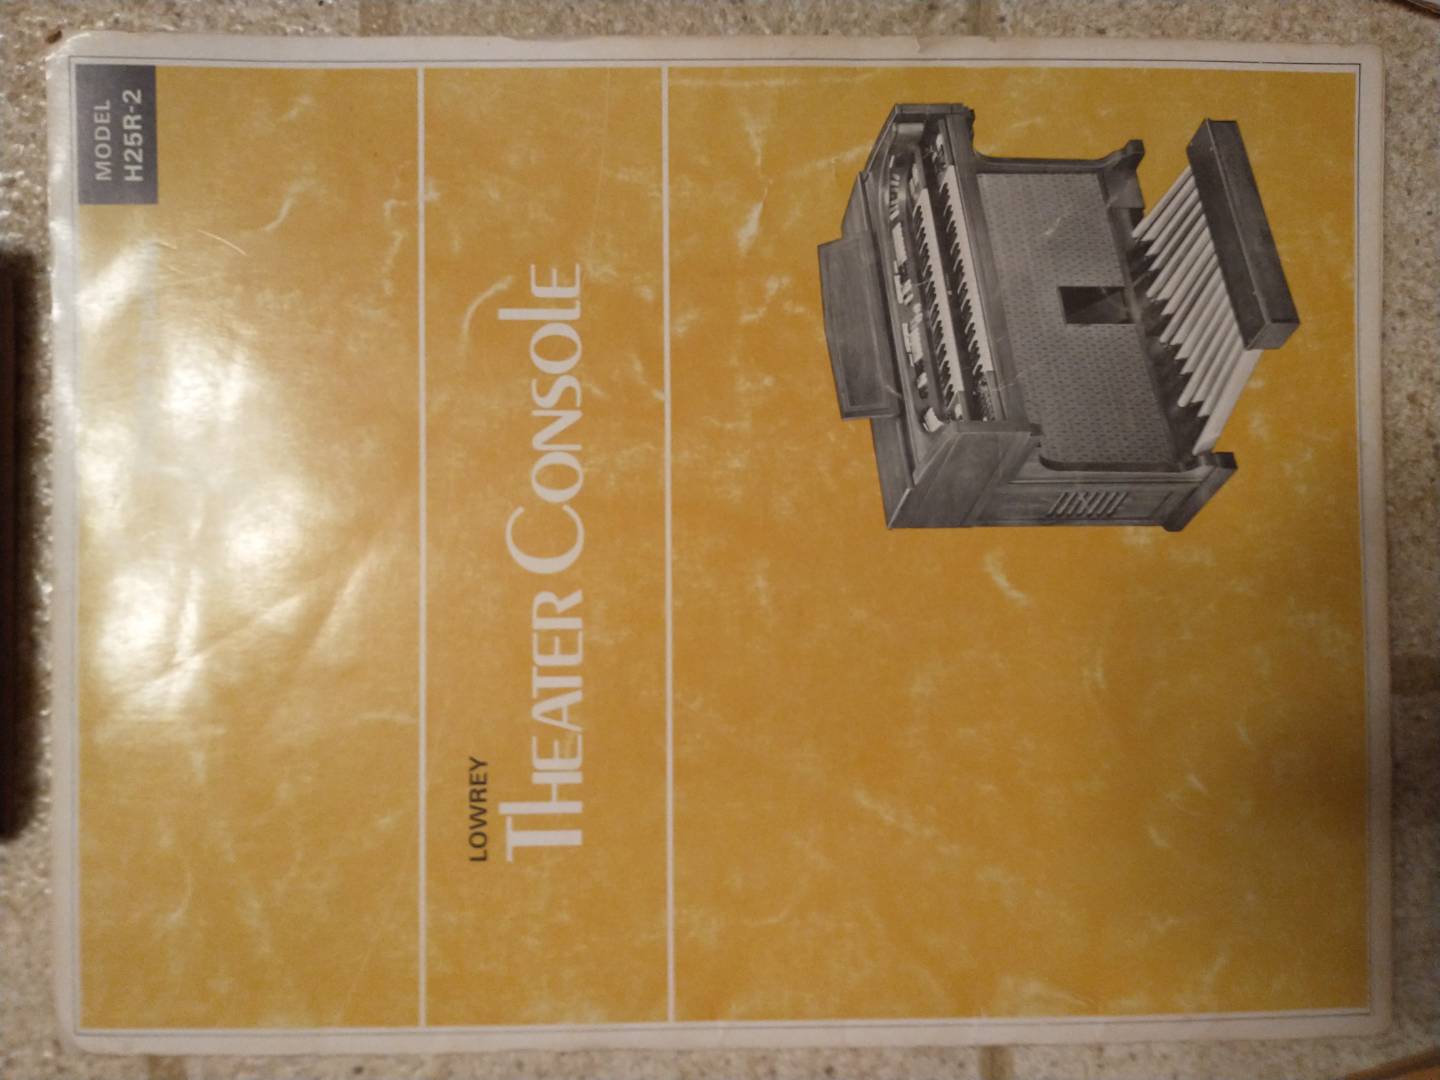 MODEL
H25R-2
LOWREY
THEATER CONSOLE